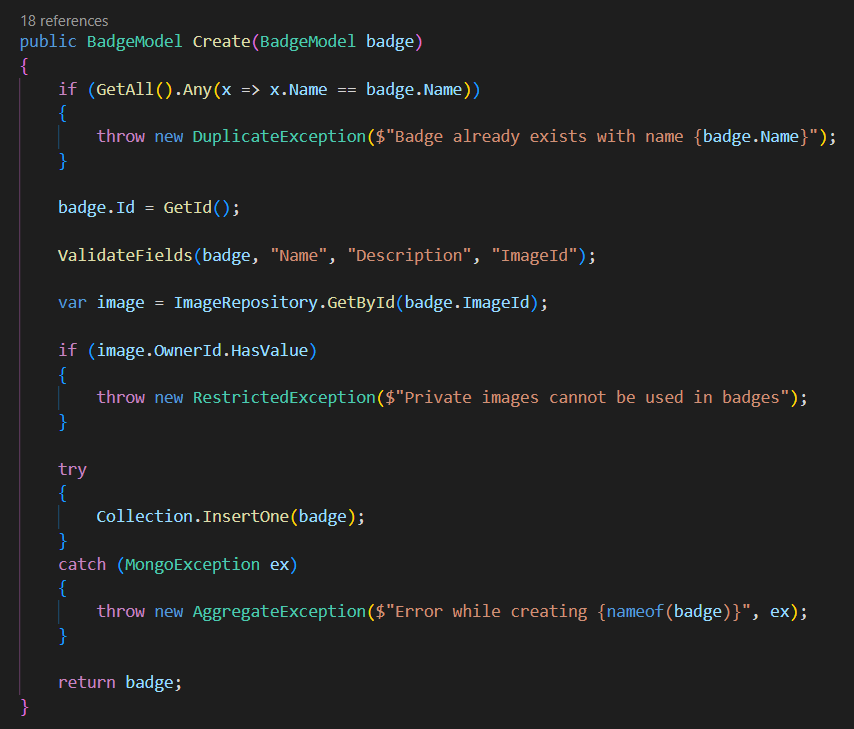 18 references
public BadgeModel Create(BadgeModel badge)
{
    if (GetAll().Any(x => x.Name == badge.Name))
    {
        throw new DuplicateException($"Badge already exists with name {badge.Name}");
    }

    badge.Id = GetId();

    ValidateFields(badge, "Name", "Description", "ImageId");

    var image = ImageRepository.GetById(badge.ImageId);

    if (image.OwnerId.HasValue)
    {
        throw new RestrictedException($"Private images cannot be used in badges");
    }

    try
    {
        Collection.InsertOne(badge);
    }
    catch (MongoException ex)
    {
        throw new AggregateException($"Error while creating {nameof(badge)}", ex);
    }

    return badge;
}